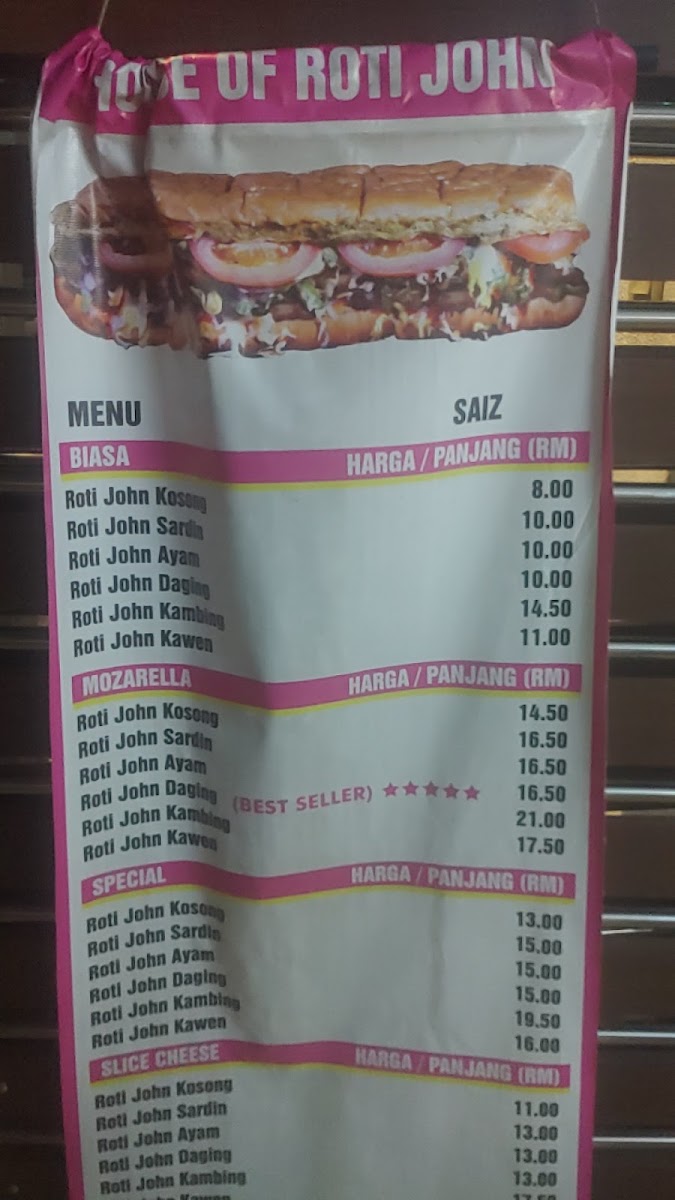 HOUSE OF ROTI JOHN
MENU SAIZ
BIASA HARGA / PANJANG (RM)
Roti John Kosong 8.00
Roti John Sardin 10.00
Roti John Ayam 10.00
Roti John Daging 10.00
Roti John Kambing 14.50
Roti John Kawen 11.00
MOZARELLA HARGA / PANJANG (RM)
Roti John Kosong 14.50
Roti John Sardin 16.50
Roti John Ayam 16.50
Roti John Daging (BEST SELLER) ★★★★★ 16.50
Roti John Kambing 21.00
Roti John Kawen 17.50
SPECIAL HARGA / PANJANG (RM)
Roti John Kosong 13.00
Roti John Sardin 15.00
Roti John Ayam 15.00
Roti John Daging 15.00
Roti John Kambing 19.50
Roti John Kawen 16.00
SLICE CHEESE HARGA / PANJANG (RM)
Roti John Kosong 11.00
Roti John Sardin 13.00
Roti John Ayam 13.00
Roti John Daging 13.00
Roti John Kambing